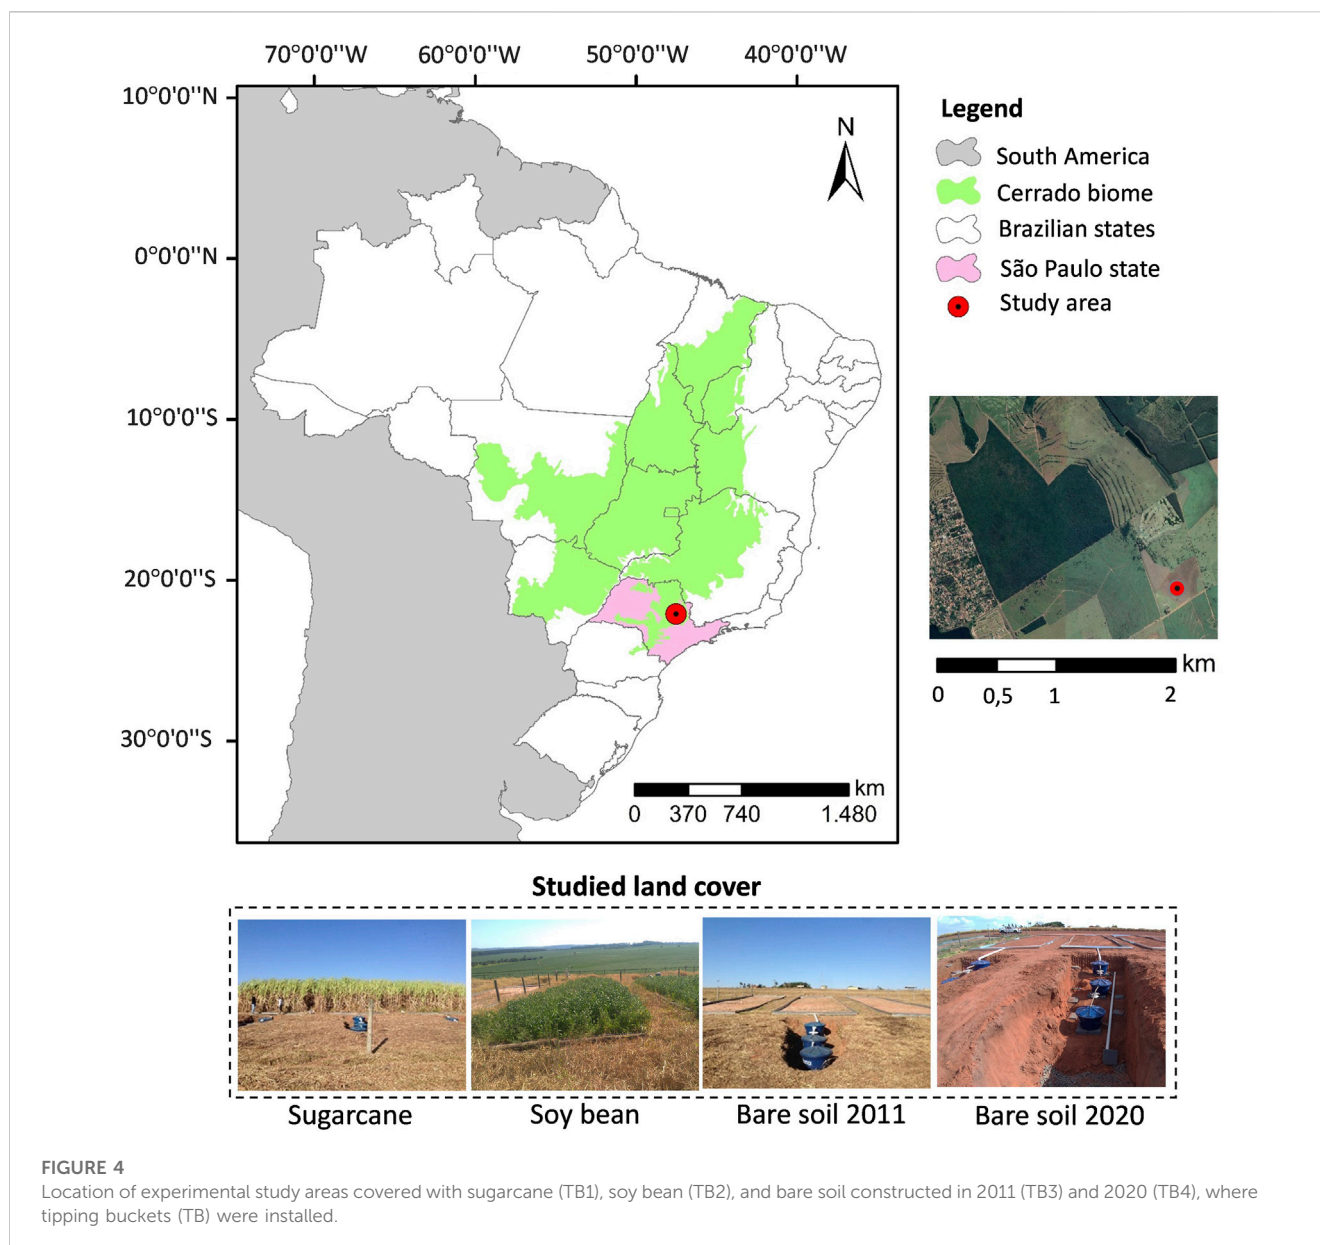 70°0'0''W 60°0'0''W 50°0'0''W 40°0'0''W
10°0'0''N
0°0'0''N
10°0'0''S
20°0'0''S
30°0'0''S
N
km
0 370 740 1.480
Legend
South America
Cerrado biome
Brazilian states
São Paulo state
Study area
km
0 0,5 1 2
Studied land cover
Sugarcane Soy bean Bare soil 2011 Bare soil 2020
FIGURE 4
Location of experimental study areas covered with sugarcane (TB1), soy bean (TB2), and bare soil constructed in 2011 (TB3) and 2020 (TB4), where
tipping buckets (TB) were installed.